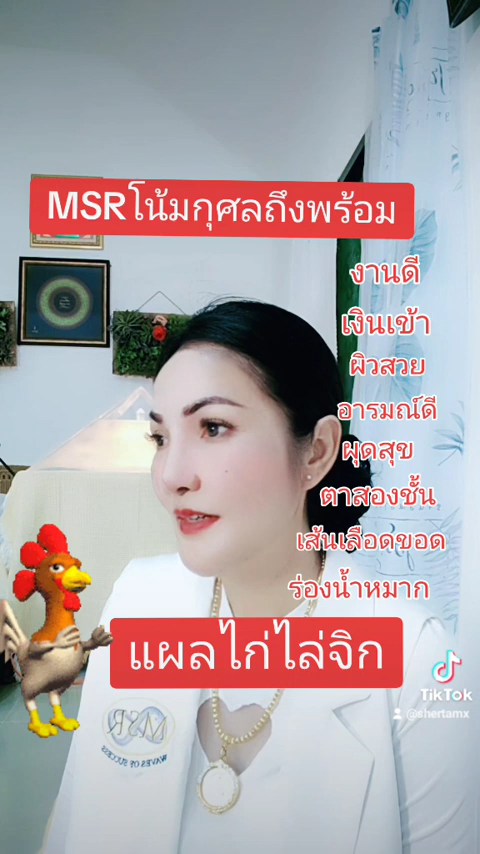 MSRโน้มกุศลถึงพร้อม
งานดี
เงินเข้า
ผิวสวย
อารมณ์ดี
ผุดสุข
ตาสองชั้น
เส้นเลือดขอด
ร่องน้ำหมาก
แผลไก่ไล่จิก
MSR
WAVES OF SUCCESS
TikTok
@shertamx